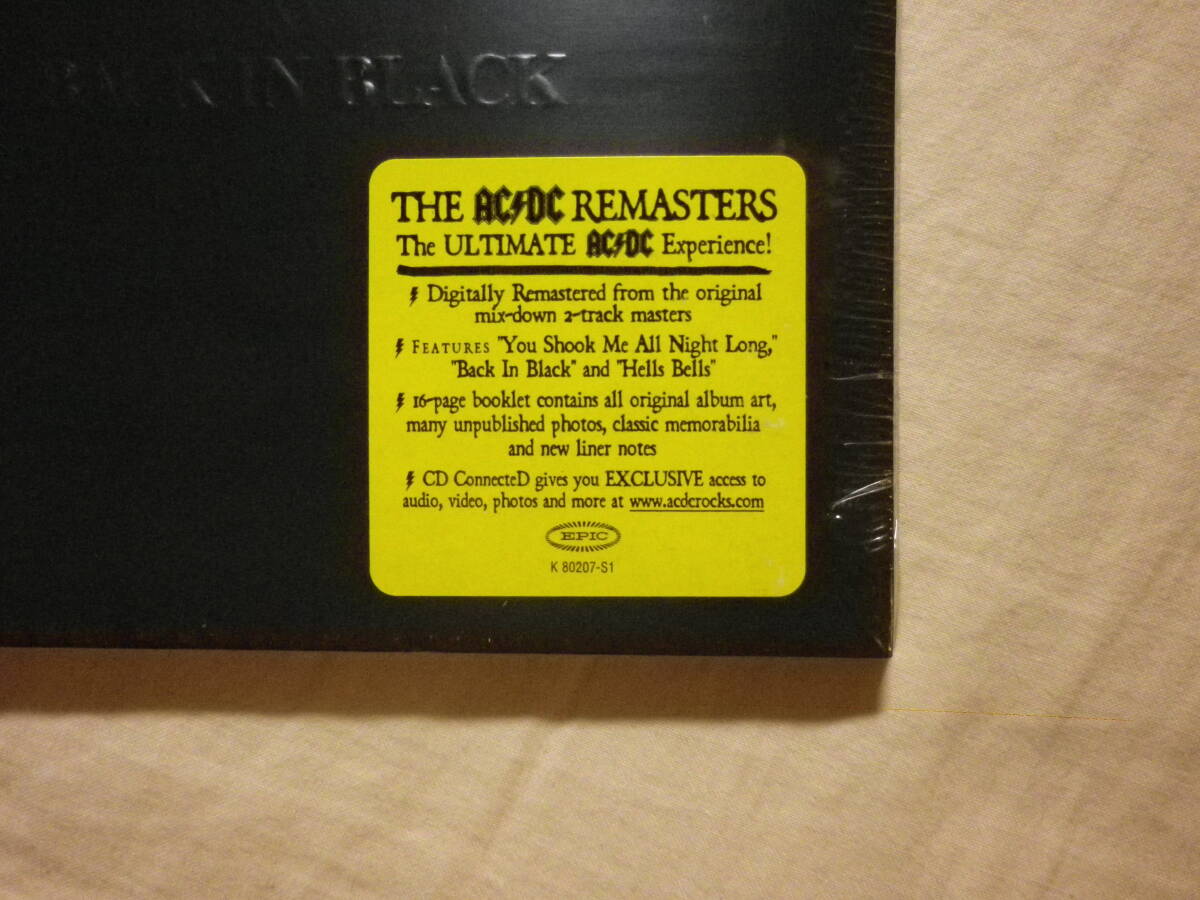 BACK IN BLACK
THE AC/DC REMASTERS
The ULTIMATE AC/DC Experience!
Digitally Remastered from the original
mix-down 2-track masters
FEATURES "You Shook Me All Night Long,"
"Back In Black" and "Hells Bells"
16-page booklet contains all original album art,
many unpublished photos, classic memorabilia
and new liner notes
CD ConnecteD gives you EXCLUSIVE access to
audio, video, photos and more at www.acdcrocks.com
EPIC
K 80207-S1